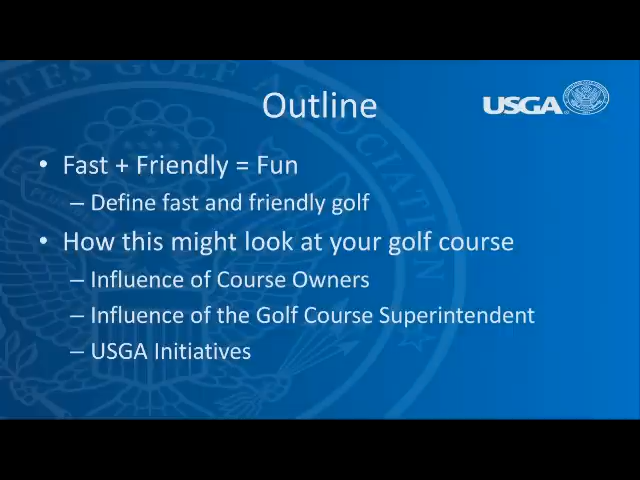 Outline
USGA
• Fast + Friendly = Fun
– Define fast and friendly golf
• How this might look at your golf course
– Influence of Course Owners
– Influence of the Golf Course Superintendent
– USGA Initiatives